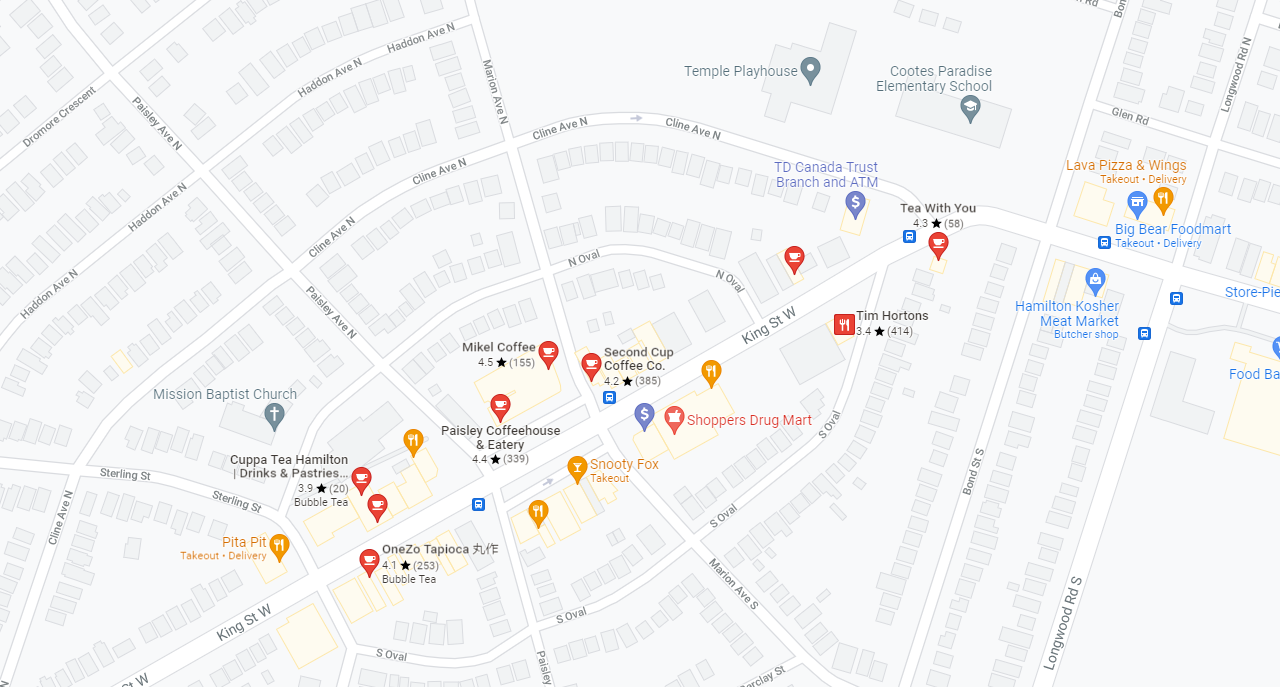 Haddon Ave N
Haddon Ave N
Marion Ave N
Dromore Crescent
Paisley Ave N
Temple Playhouse
Cootes Paradise
Elementary School
Longwood Rd N
Glen Rd
Cline Ave N
Cline Ave N
Cline Ave N
TD Canada Trust
Branch and ATM
Lava Pizza & Wings
Takeout • Delivery
Haddon Ave N
Tea With You
4.3 ★ (58)
Big Bear Foodmart
Takeout • Delivery
Cline Ave N
N Oval
N Oval
Haddon Ave N
Paisley Ave N
King St W
Tim Hortons
3.4 ★ (414)
Hamilton Kosher
Meat Market
Butcher shop
Store-Pie
Mikel Coffee
4.5 ★ (155)
Second Cup
Coffee Co.
4.2 ★ (385)
Food Ba
Mission Baptist Church
Paisley Coffeehouse
& Eatery
4.4 ★ (339)
Shoppers Drug Mart
S Oval
Cuppa Tea Hamilton
| Drinks & Pastries...
3.9 ★ (20)
Bubble Tea
Snooty Fox
Takeout
Sterling St
Sterling St
Cline Ave N
Bond St S
S Oval
Pita Pit
Takeout • Delivery
OneZo Tapioca 丸作
4.1 ★ (253)
Bubble Tea
Marion Ave S
King St W
S Oval
S Oval
Paisley
Barclay St
Longwood Rd S
St W